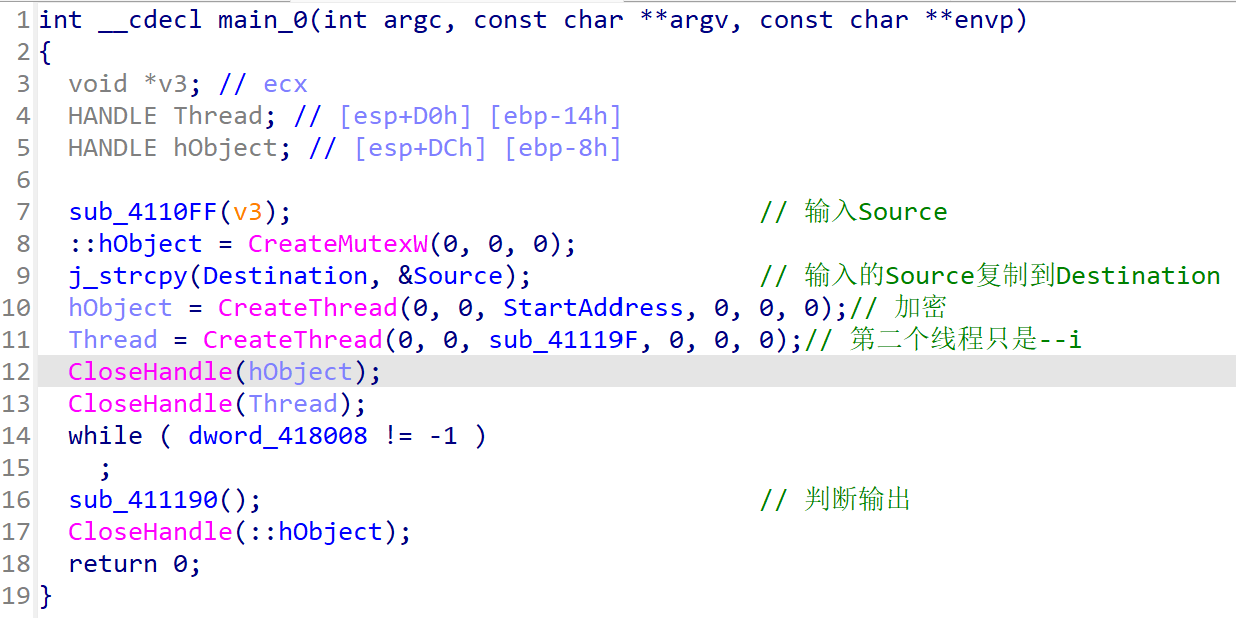 1 int __cdecl main_0(int argc, const char **argv, const char **envp)
2 {
3   void *v3; // ecx
4   HANDLE Thread; // [esp+D0h] [ebp-14h]
5   HANDLE hObject; // [esp+DCh] [ebp-8h]
6
7   sub_4110FF(v3);                               // 输入Source
8   ::hObject = CreateMutexW(0, 0, 0);
9   j_strcpy(Destination, &Source);               // 输入的Source复制到Destination
10   hObject = CreateThread(0, 0, StartAddress, 0, 0, 0);// 加密
11   Thread = CreateThread(0, 0, sub_41119F, 0, 0, 0);// 第二个线程只是--i
12   CloseHandle(hObject);
13   CloseHandle(Thread);
14   while ( dword_418008 != -1 )
15     ;
16   sub_411190();                                 // 判断输出
17   CloseHandle(::hObject);
18   return 0;
19 }